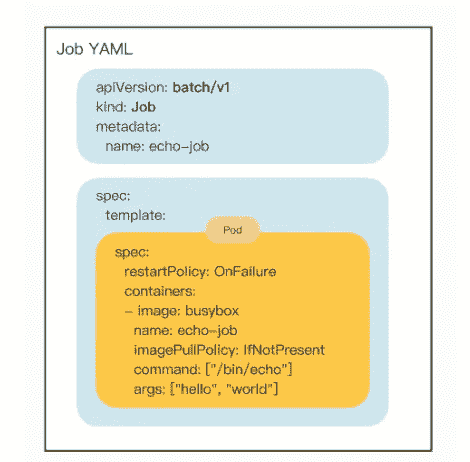 Job YAML
apiVersion: batch/v1
kind: Job
metadata:
name: echo-job
spec:
template:
Pod
spec:
restartPolicy: OnFailure
containers:
- image: busybox
name: echo-job
imagePullPolicy: IfNotPresent
command: ["/bin/echo"]
args: ["hello", "world"]